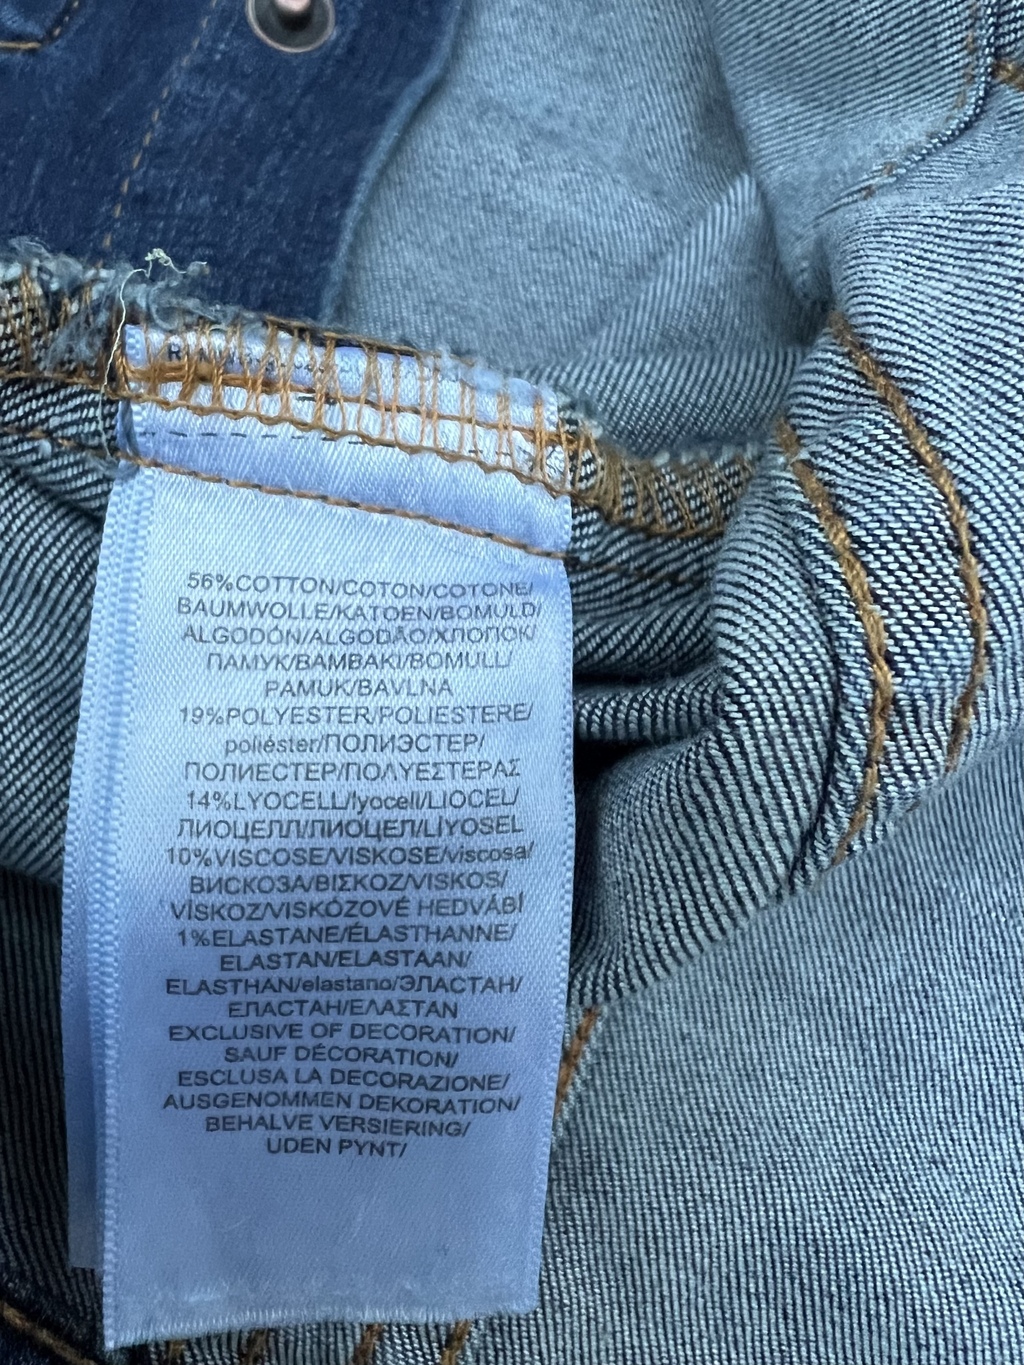 56%COTTON/COTON/COTONE/
BAUMWOLLE/KATOEN/BOMULD/
ALGODÓN/ALGODÃO/ХЛОПОК/
ПАМУК/BAMBAKI/BOMULL/
PAMUK/BAVLNA
19%POLYESTER/POLIESTERE/
poliéster/ПОЛИЭСТЕР/
ПОЛИЕСТЕР/ΠΟΛΥΕΣΤΕΡΑΣ
14%LYOCELL/lyocell/LIOCEL/
ЛИОЦЕЛЛ/ЛИОЦЕЛ/LİYOSEL
10%VISCOSE/VISKOSE/viscosa/
ВИСКОЗА/ΒΙΣΚΟΖ/VISKOS/
VİSKOZ/VISKÓZOVÉ HEDVÁBÍ
1%ELASTANE/ÉLASTHANNE/
ELASTAN/ELASTAAN/
ELASTHAN/elastano/ЭЛАСТАН/
ЕЛАСТАН/ΕΛΑΣΤΑΝ
EXCLUSIVE OF DECORATION/
SAUF DÉCORATION/
ESCLUSA LA DECORAZIONE/
AUSGENOMMEN DEKORATION/
BEHALVE VERSIERING/
UDEN PYNT/